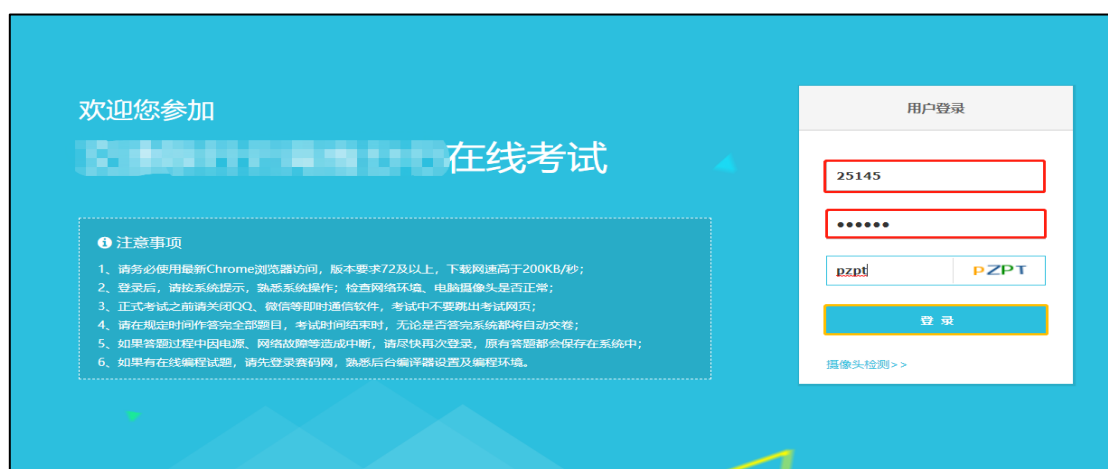 欢迎您参加
在线考试
注意事项
1、请务必使用最新Chrome浏览器访问，版本要求72及以上，下载网速高于200KB/秒；
2、登录后，请按系统提示，熟悉系统操作；检查网络环境、电脑摄像头是否正常；
3、正式考试之前请关闭QQ、微信等即时通信软件，考试中不要跳出考试网页；
4、请在规定时间作答完全部题目，考试时间结束时，无论是否答完系统都将自动交卷；
5、如果答题过程中因电源、网络故障等造成中断，请尽快再次登录，原有答题都会保存在系统中；
6、如果有在线编程试题，请先登录赛码网，熟悉后台编译器设置及编程环境。
用户登录
25145
••••••
pzpt pZPT
登 录
摄像头检测>>